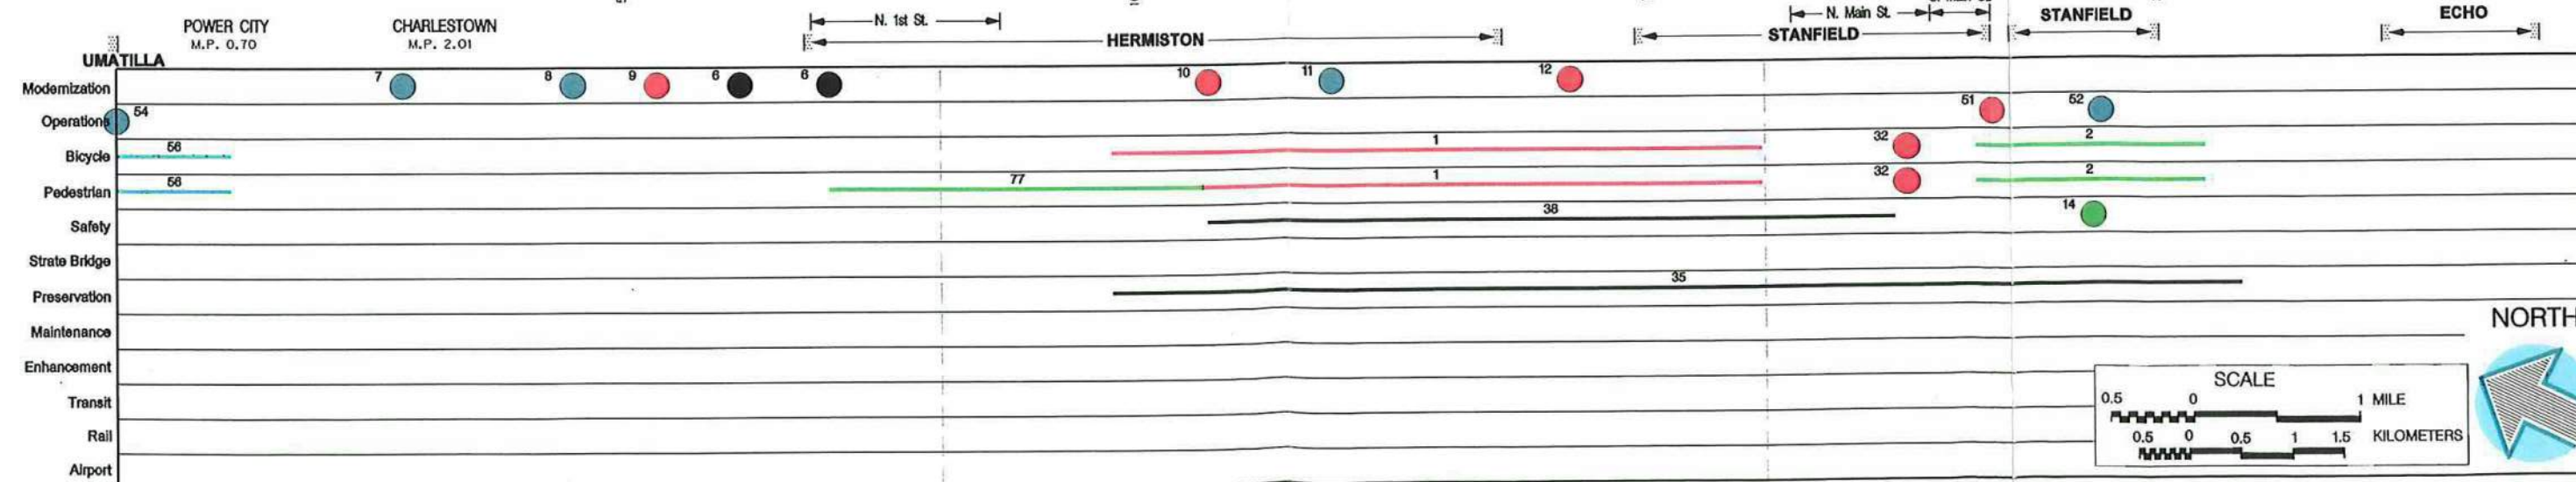 N. 1st St.
N. Main St.
POWER CITY
M.P. 0.70
CHARLESTOWN
M.P. 2.01
HERMISTON
STANFIELD
STANFIELD
ECHO
UMATILLA
Modernization 7 8 9 6 6 10 11 12
Operations 54 51 52
Bicycle 56 1 32 2
Pedestrian 56 77 1 32 2
Safety 38 14
Strate Bridge
Preservation 35
Maintenance
Enhancement
Transit
Rail
Airport
NORTH
SCALE
0.5 0 1 MILE
0.5 0 0.5 1 1.5 KILOMETERS